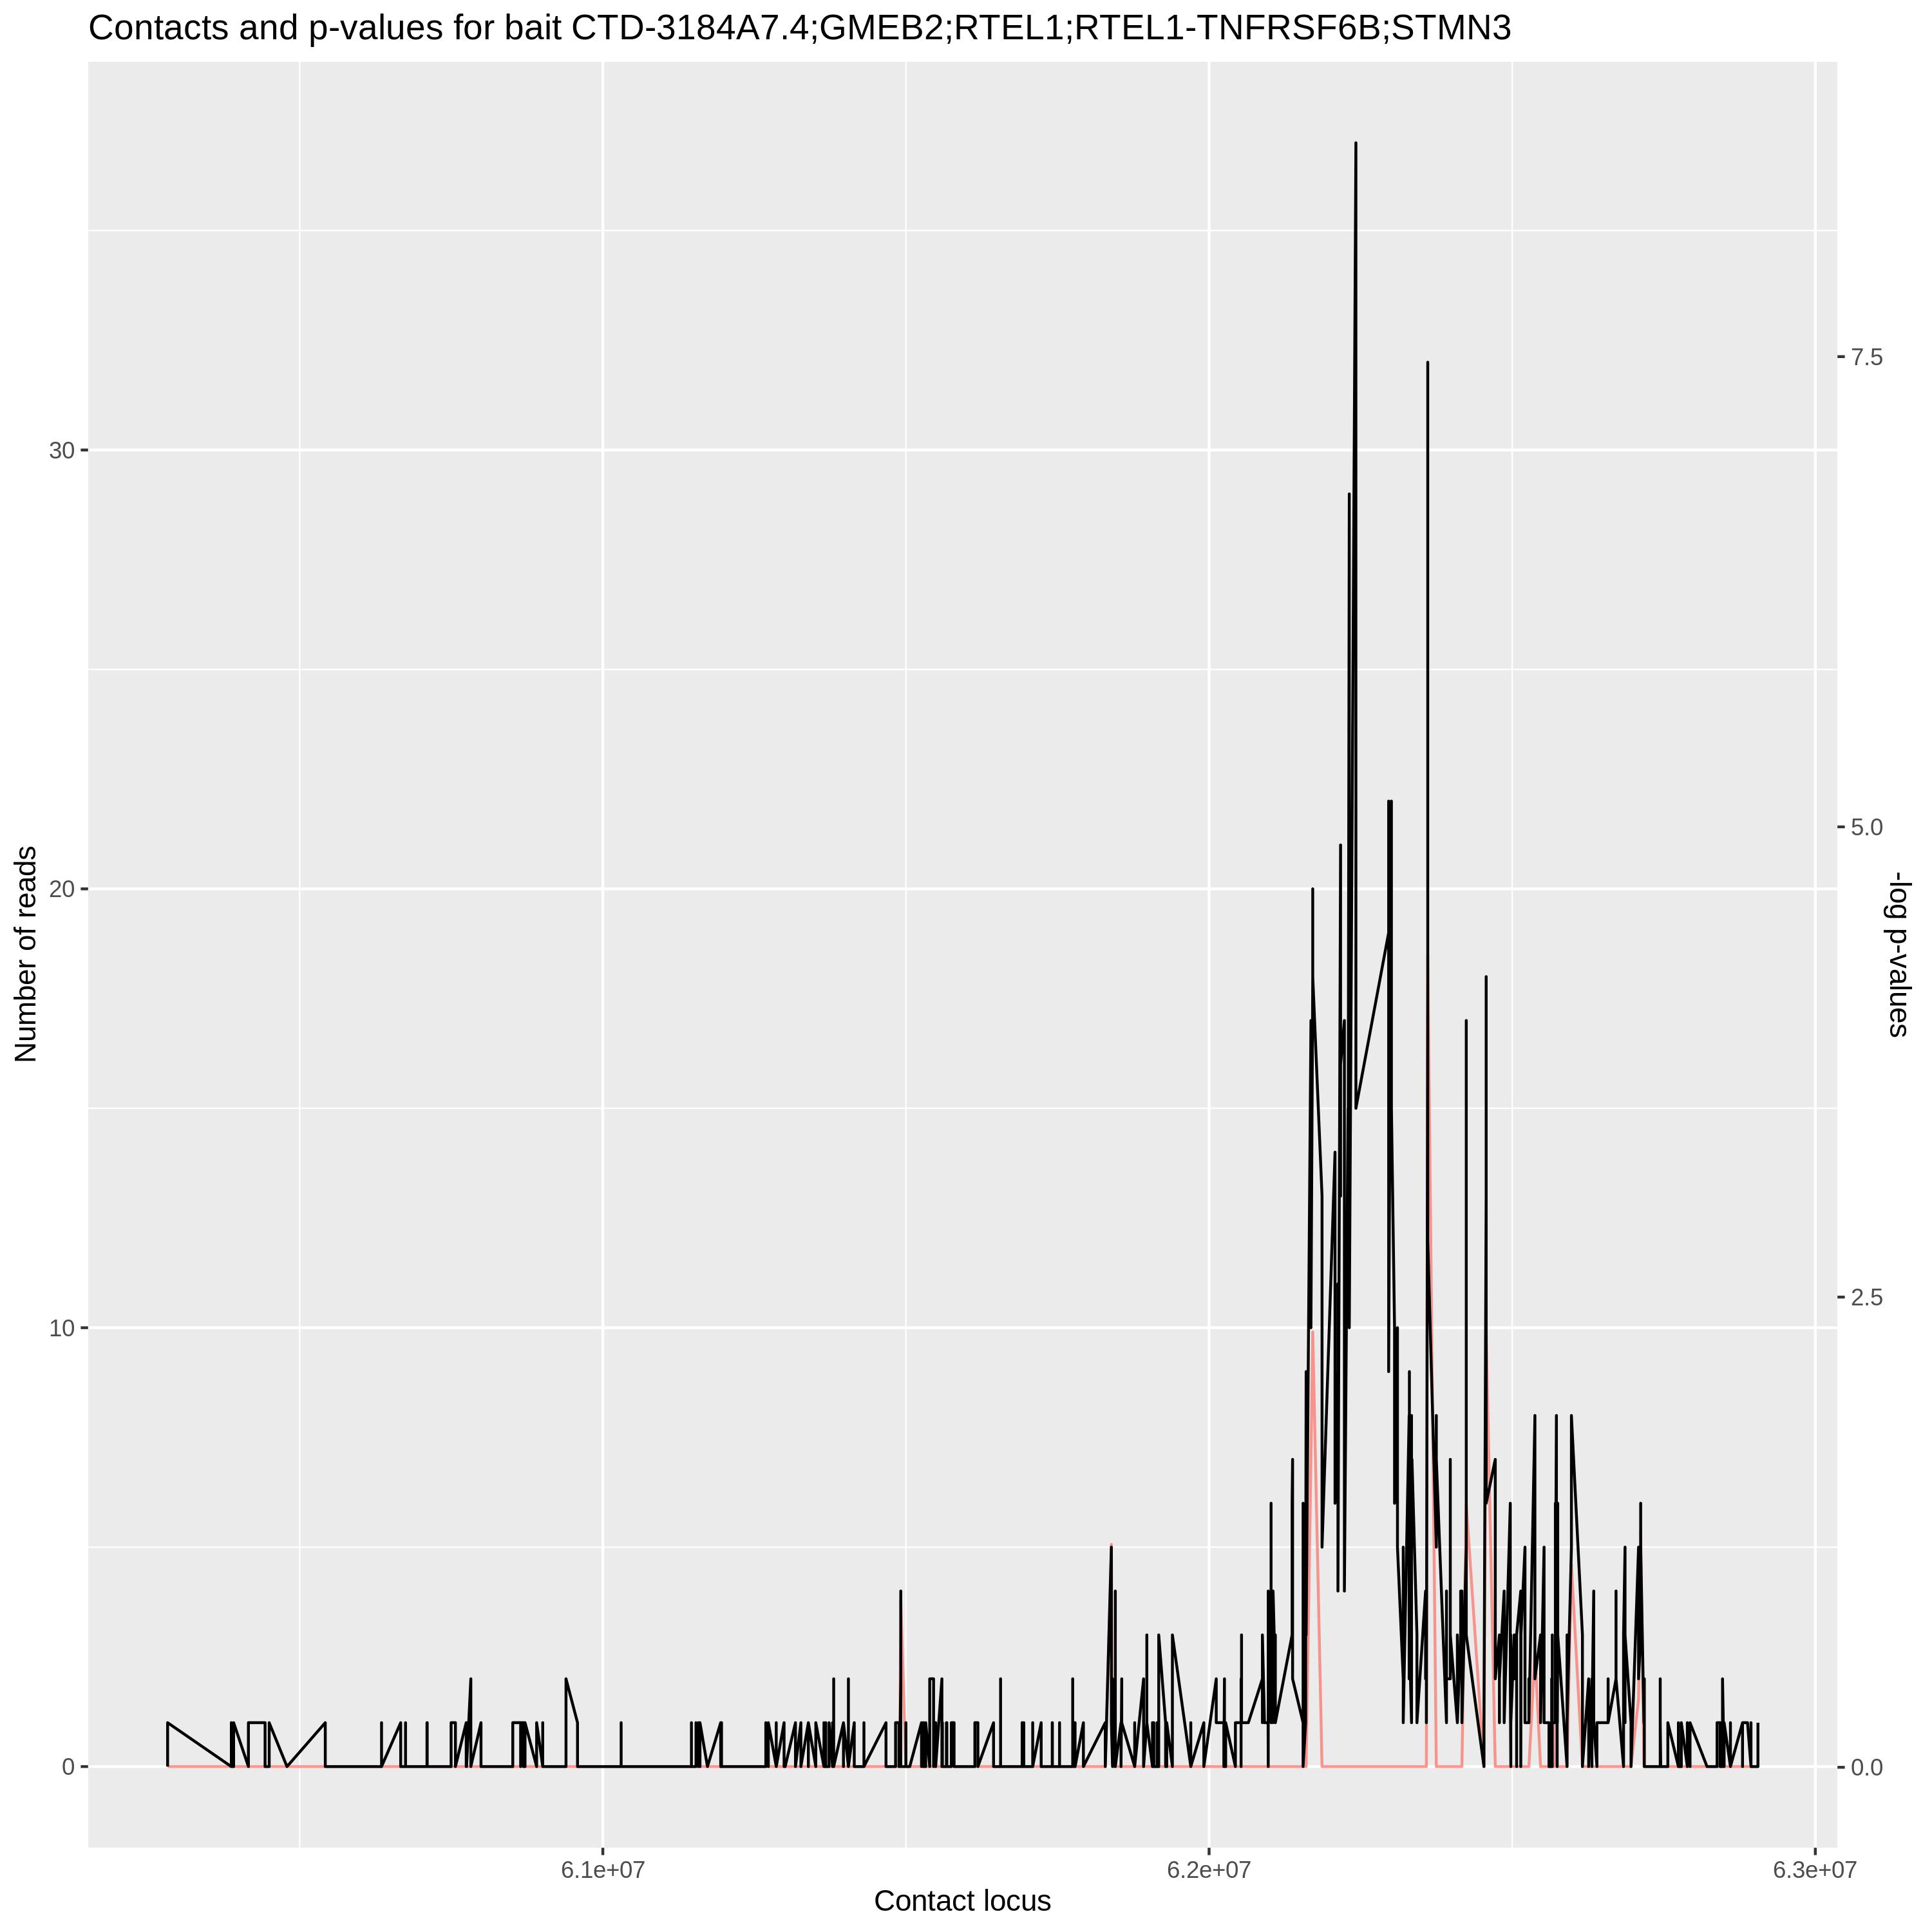 Contacts and p-values for bait CTD-3184A7.4;GMEB2;RTEL1;RTEL1-TNFRSF6B;STMN3
30
20
10
0
Number of reads
7.5
5.0
2.5
0.0
-log p-values
6.1e+07
6.2e+07
6.3e+07
Contact locus